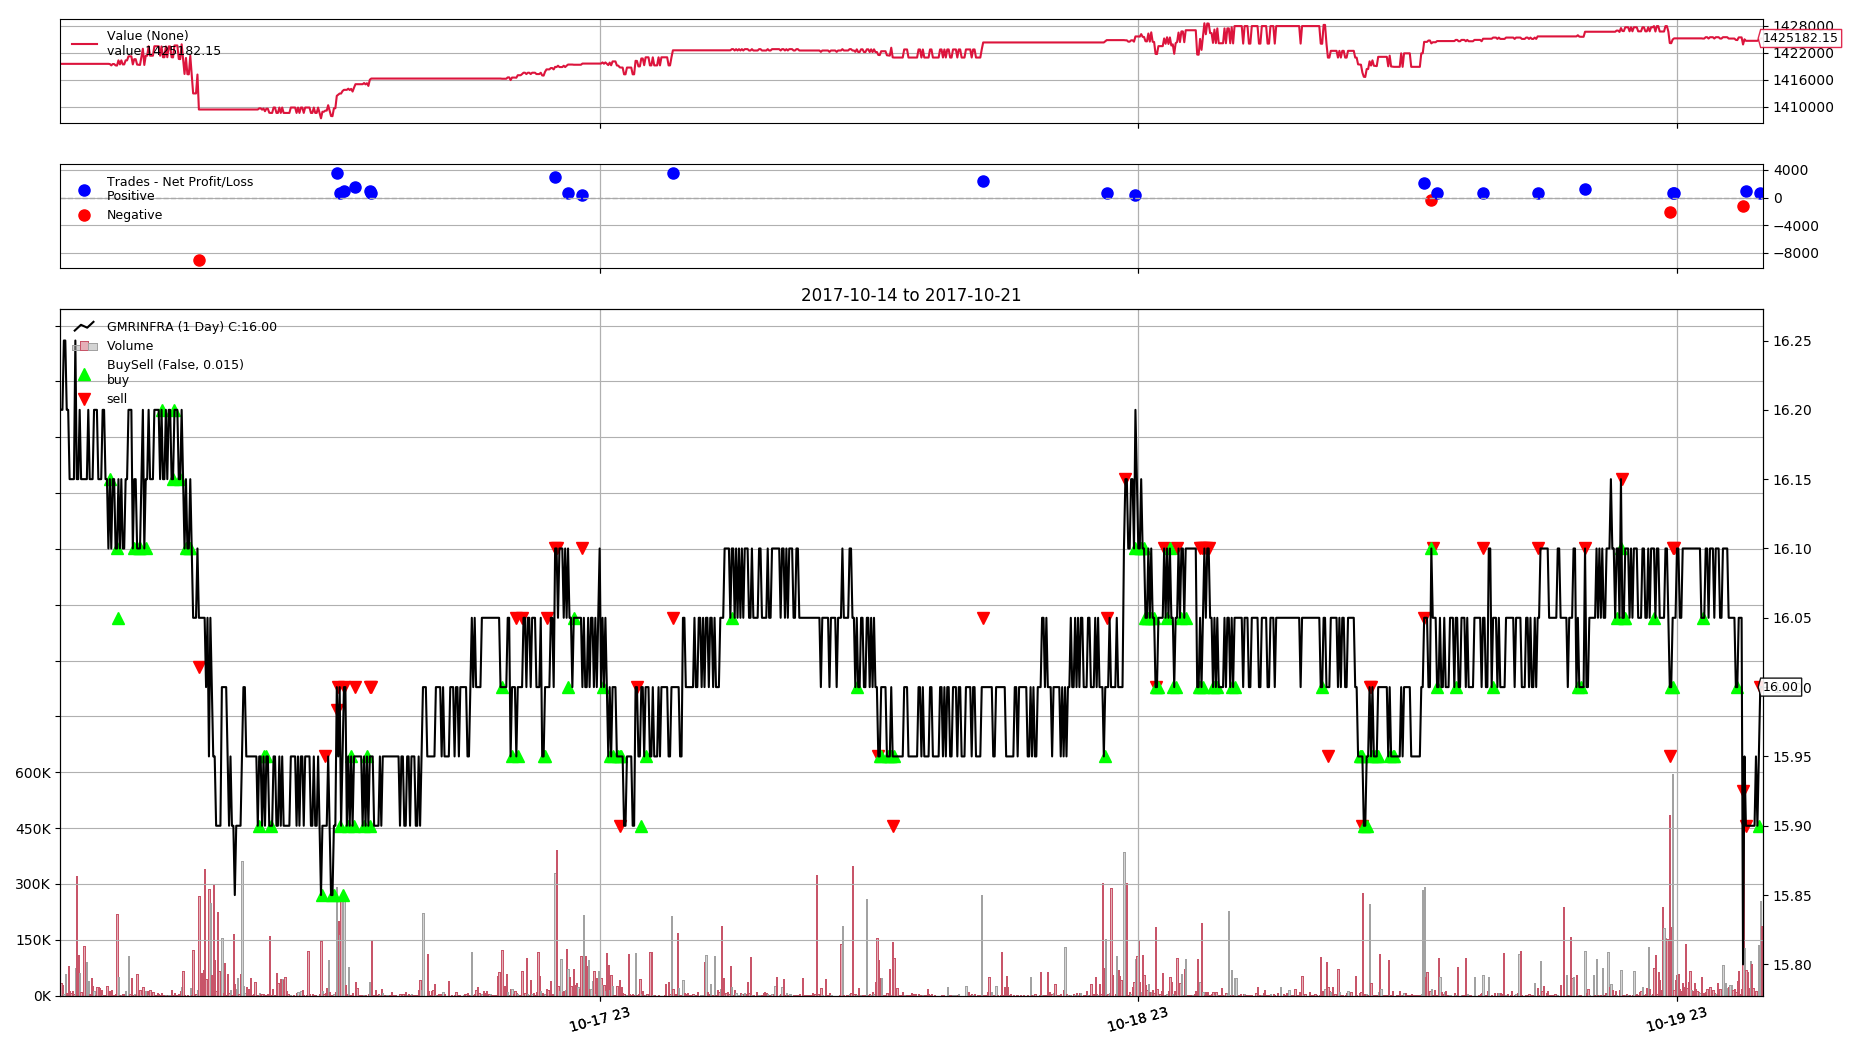 Value (None)
value 1425182.15
1428000
1425182.15
1422000
1416000
1410000
Trades - Net Profit/Loss
Positive
Negative
4000
0
−4000
−8000
2017-10-14 to 2017-10-21
GMRINFRA (1 Day) C:16.00
Volume
BuySell (False, 0.015)
buy
sell
16.25
16.20
16.15
16.10
16.05
16.00
15.95
15.90
15.85
15.80
600K
450K
300K
150K
0K
10-17 23
10-18 23
10-19 23